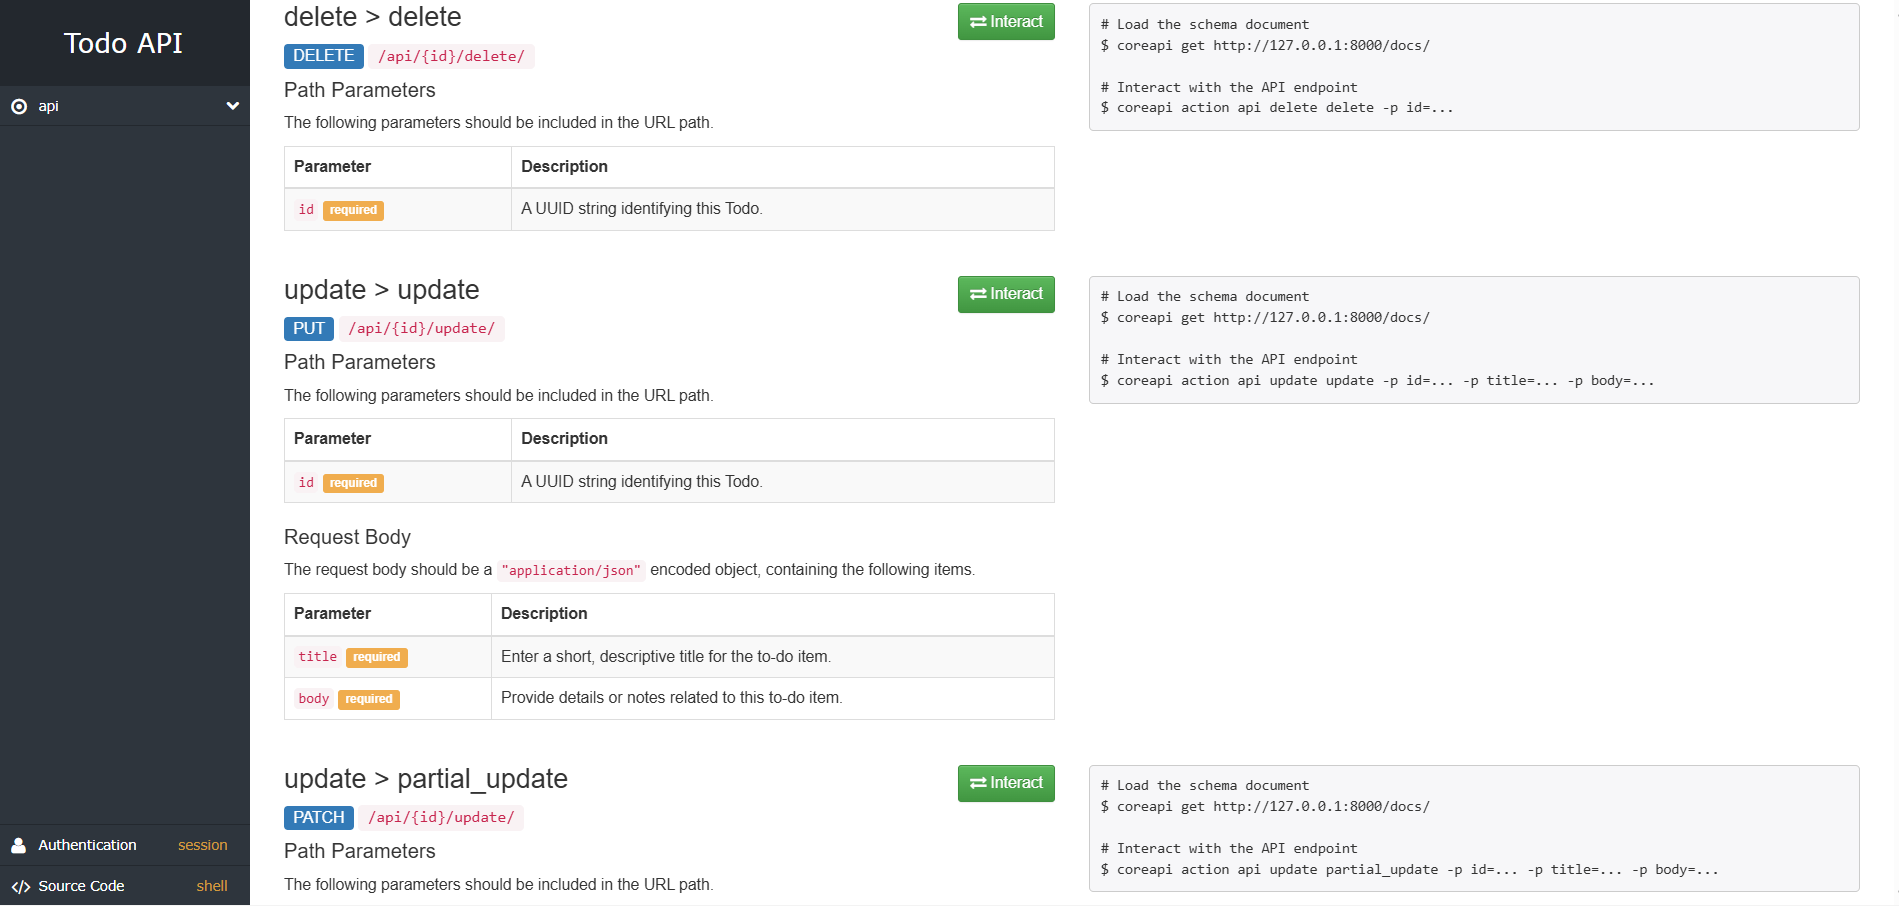 Todo API
api
Authentication session
Source Code shell
delete > delete
Interact
DELETE /api/{id}/delete/
Path Parameters
The following parameters should be included in the URL path.
Parameter Description
id required A UUID string identifying this Todo.
# Load the schema document
$ coreapi get http://127.0.0.1:8000/docs/
# Interact with the API endpoint
$ coreapi action api delete delete -p id=...
update > update
Interact
PUT /api/{id}/update/
Path Parameters
The following parameters should be included in the URL path.
Parameter Description
id required A UUID string identifying this Todo.
Request Body
The request body should be a "application/json" encoded object, containing the following items.
Parameter Description
title required Enter a short, descriptive title for the to-do item.
body required Provide details or notes related to this to-do item.
# Load the schema document
$ coreapi get http://127.0.0.1:8000/docs/
# Interact with the API endpoint
$ coreapi action api update update -p id=... -p title=... -p body=...
update > partial_update
Interact
PATCH /api/{id}/update/
Path Parameters
The following parameters should be included in the URL path.
# Load the schema document
$ coreapi get http://127.0.0.1:8000/docs/
# Interact with the API endpoint
$ coreapi action api update partial_update -p id=... -p title=... -p body=...